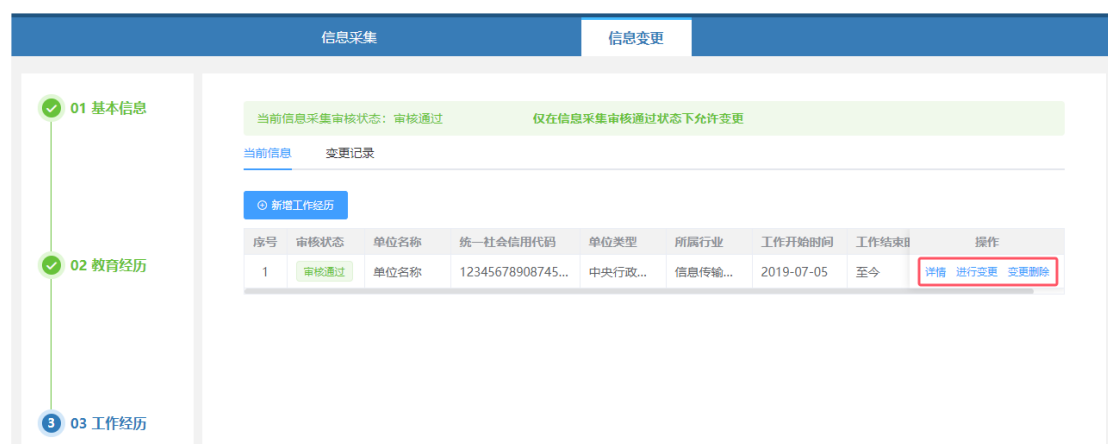 信息采集 信息变更
01 基本信息
当前信息采集审核状态：审核通过 仅在信息采集审核通过状态下允许变更
当前信息 变更记录
新增工作经历
序号 审核状态 单位名称 统一社会信用代码 单位类型 所属行业 工作开始时间 工作结束 操作
02 教育经历
1 审核通过 单位名称 12345678908745... 中央行政... 信息传输... 2019-07-05 至今 详情 进行变更 变更删除
3 03 工作经历